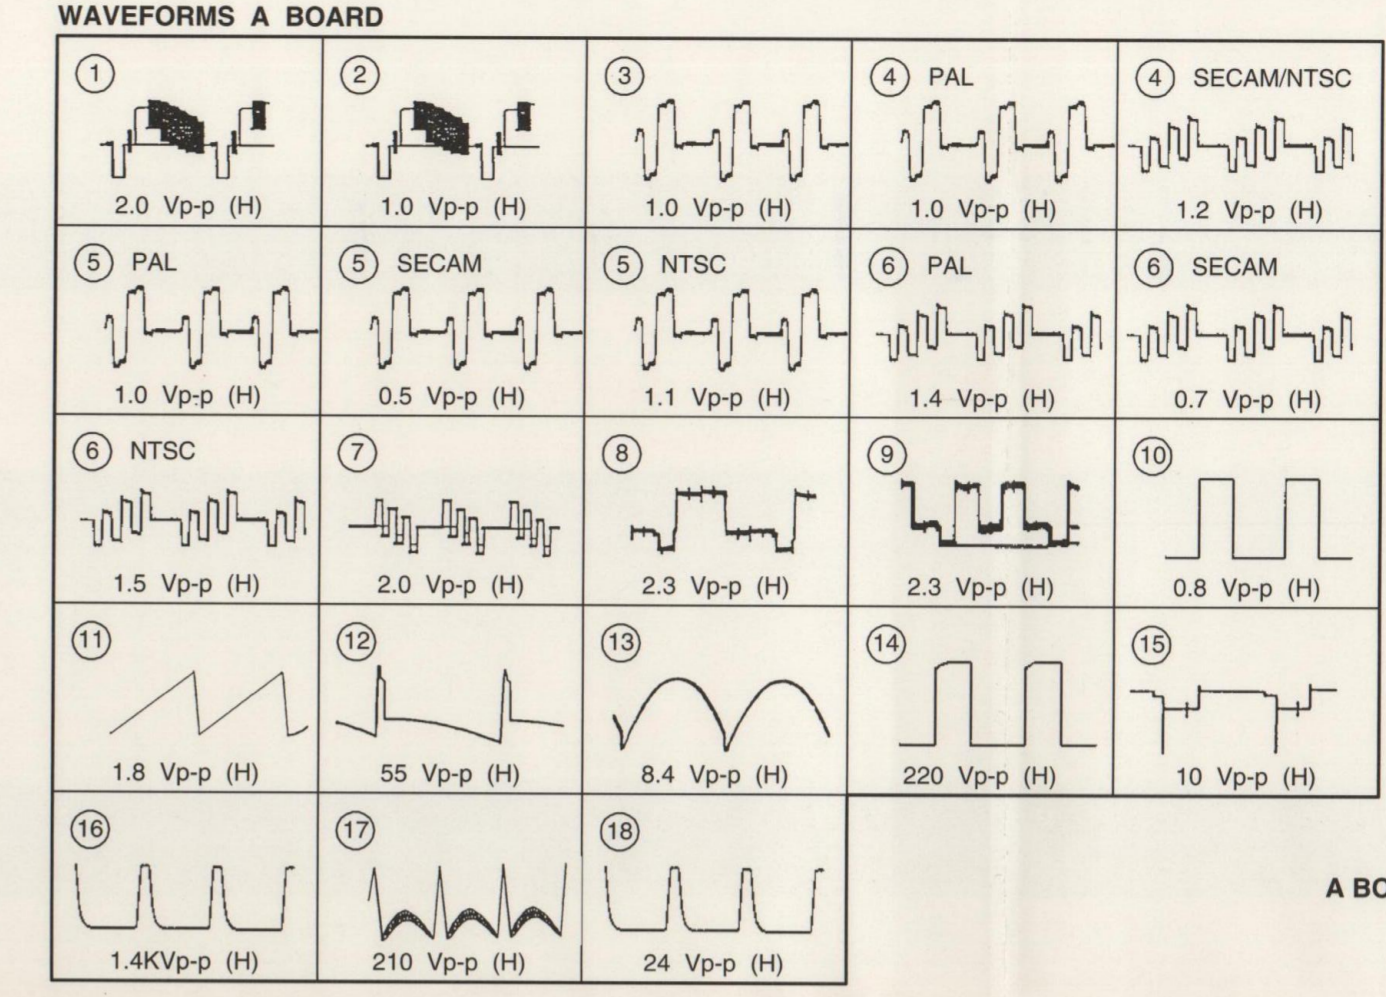 WAVEFORMS A BOARD
1
2.0 Vp-p (H)
2
1.0 Vp-p (H)
3
1.0 Vp-p (H)
4 PAL
1.0 Vp-p (H)
4 SECAM/NTSC
1.2 Vp-p (H)
5 PAL
1.0 Vp-p (H)
5 SECAM
0.5 Vp-p (H)
5 NTSC
1.1 Vp-p (H)
6 PAL
1.4 Vp-p (H)
6 SECAM
0.7 Vp-p (H)
6 NTSC
1.5 Vp-p (H)
7
2.0 Vp-p (H)
8
2.3 Vp-p (H)
9
2.3 Vp-p (H)
10
0.8 Vp-p (H)
11
1.8 Vp-p (H)
12
55 Vp-p (H)
13
8.4 Vp-p (H)
14
220 Vp-p (H)
15
10 Vp-p (H)
16
1.4KVp-p (H)
17
210 Vp-p (H)
18
24 Vp-p (H)
A BO